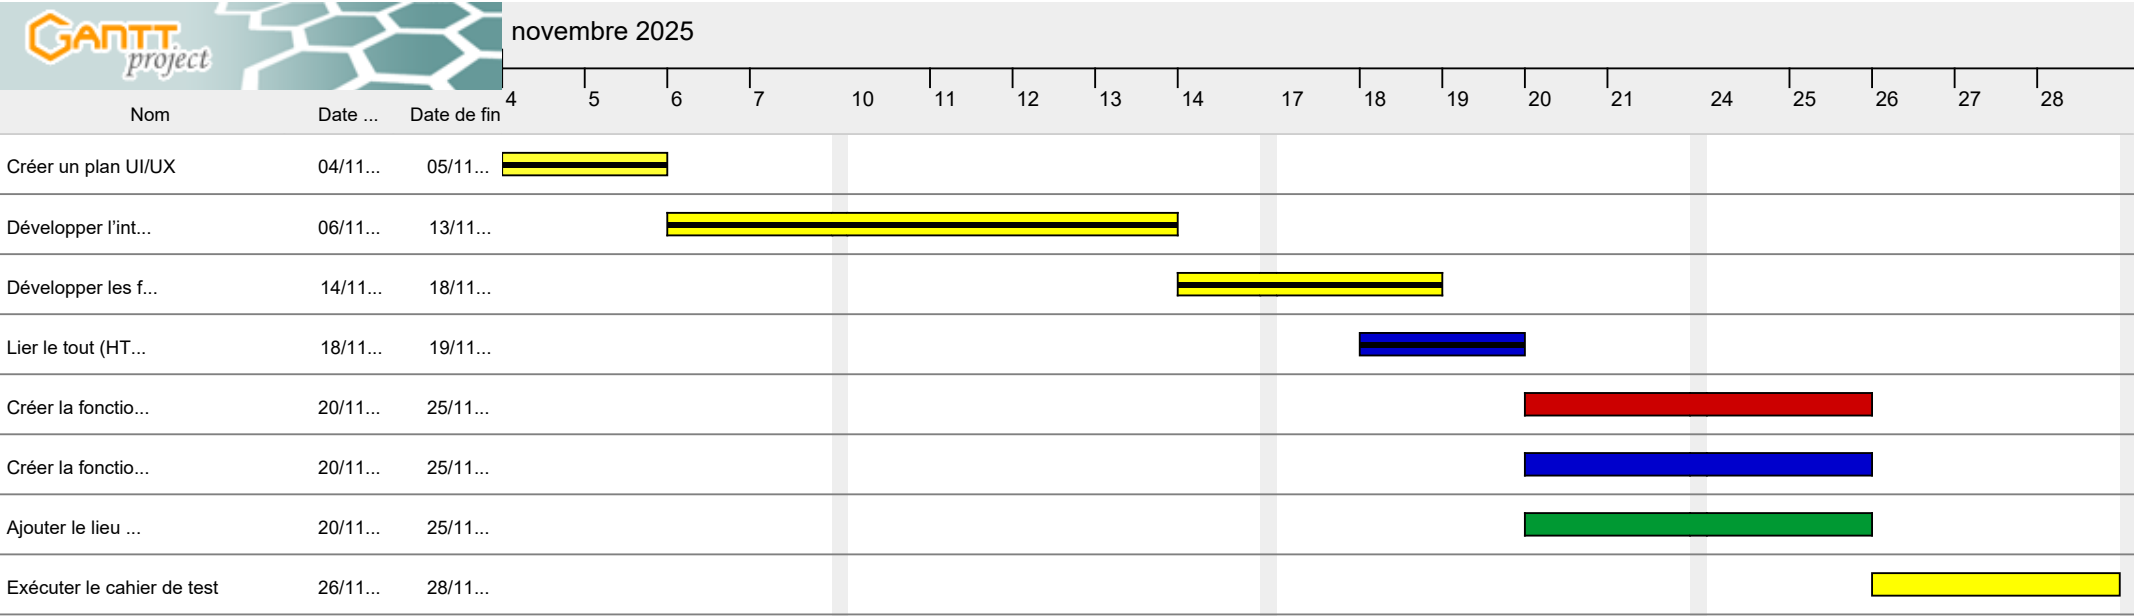 GANTT
project
novembre 2025
4 5 6 7 10 11 12 13 14 17 18 19 20 21 24 25 26 27 28
Nom Date ... Date de fin
Créer un plan UI/UX 04/11... 05/11...
Développer l’int... 06/11... 13/11...
Développer les f... 14/11... 18/11...
Lier le tout (HT... 18/11... 19/11...
Créer la fonctio... 20/11... 25/11...
Créer la fonctio... 20/11... 25/11...
Ajouter le lieu ... 20/11... 25/11...
Exécuter le cahier de test 26/11... 28/11...